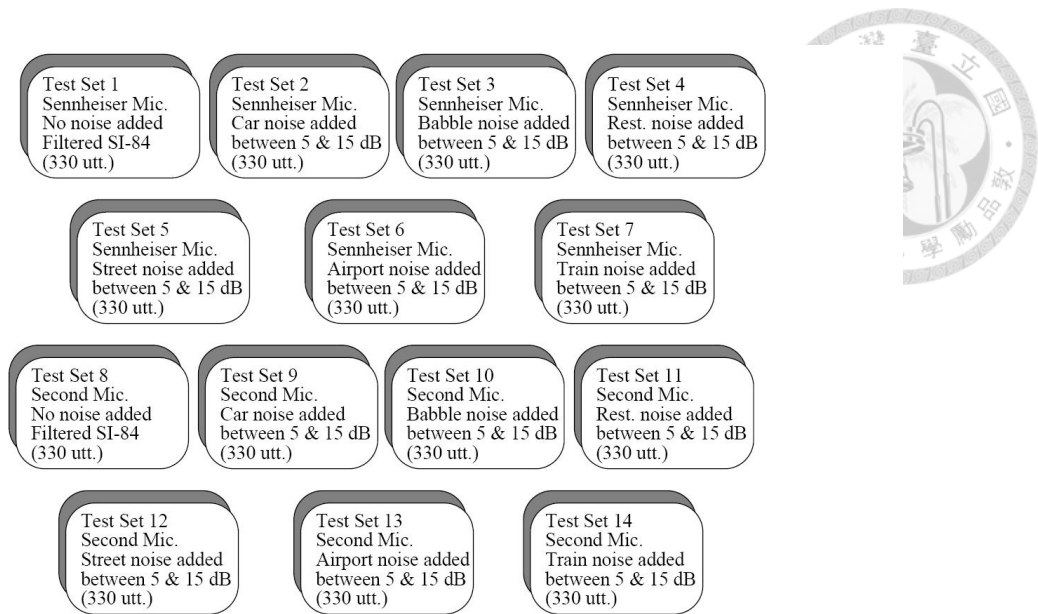 Test Set 1
Sennheiser Mic.
No noise added
Filtered SI-84
(330 utt.)
Test Set 2
Sennheiser Mic.
Car noise added
between 5 & 15 dB
(330 utt.)
Test Set 3
Sennheiser Mic.
Babble noise added
between 5 & 15 dB
(330 utt.)
Test Set 4
Sennheiser Mic.
Rest. noise added
between 5 & 15 dB
(330 utt.)
Test Set 5
Sennheiser Mic.
Street noise added
between 5 & 15 dB
(330 utt.)
Test Set 6
Sennheiser Mic.
Airport noise added
between 5 & 15 dB
(330 utt.)
Test Set 7
Sennheiser Mic.
Train noise added
between 5 & 15 dB
(330 utt.)
Test Set 8
Second Mic.
No noise added
Filtered SI-84
(330 utt.)
Test Set 9
Second Mic.
Car noise added
between 5 & 15 dB
(330 utt.)
Test Set 10
Second Mic.
Babble noise added
between 5 & 15 dB
(330 utt.)
Test Set 11
Second Mic.
Rest. noise added
between 5 & 15 dB
(330 utt.)
Test Set 12
Second Mic.
Street noise added
between 5 & 15 dB
(330 utt.)
Test Set 13
Second Mic.
Airport noise added
between 5 & 15 dB
(330 utt.)
Test Set 14
Second Mic.
Train noise added
between 5 & 15 dB
(330 utt.)
臺立國
學勵品敦